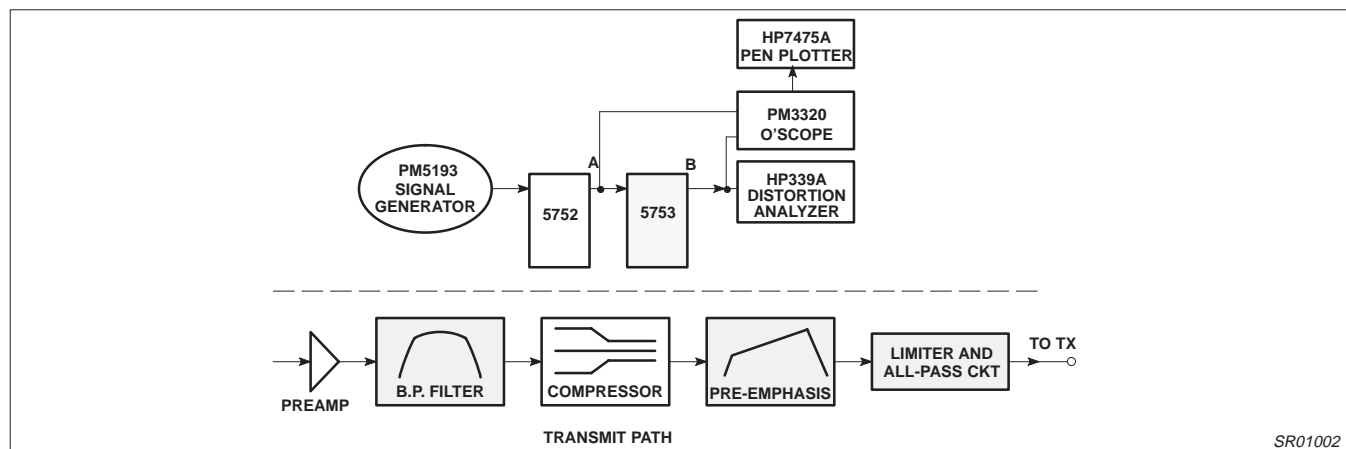 HP7475A
PEN PLOTTER
PM3320
O'SCOPE
A
B
PM5193
SIGNAL
GENERATOR
5752
5753
HP339A
DISTORTION
ANALYZER
PREAMP
B.P. FILTER
COMPRESSOR
PRE-EMPHASIS
LIMITER AND
ALL-PASS CKT
TO TX
TRANSMIT PATH
SR01002